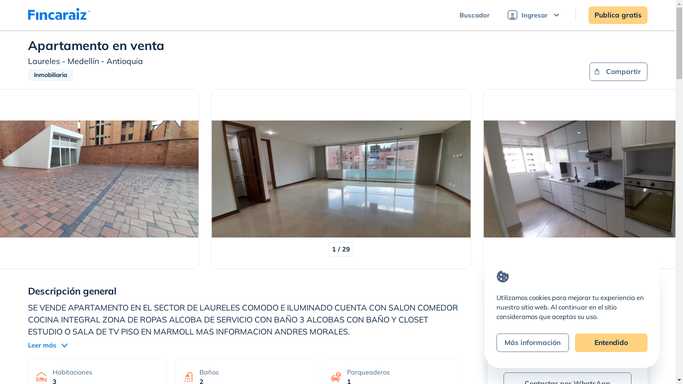 Fincaraiz
Buscador
Ingresar
Publica gratis
Apartamento en venta
Laureles - Medellín - Antioquia
Inmobiliaria
Compartir
1 / 29
Descripción general
SE VENDE APARTAMENTO EN EL SECTOR DE LAURELES COMODO E ILUMINADO CUENTA CON SALON COMEDOR
COCINA INTEGRAL ZONA DE ROPAS ALCOBA DE SERVICIO CON BAÑO 3 ALCOBAS CON BAÑO Y CLOSET
ESTUDIO O SALA DE TV PISO EN MARMOLL MAS INFORMACION ANDRES MORALES.
Leer más
Habitaciones
3
Baños
2
Parqueaderos
1
Utilizamos cookies para mejorar tu experiencia en
nuestro sitio web. Al continuar en el sitio
consideramos que aceptas su uso.
Más información
Entendido
Contactar por WhatsApp